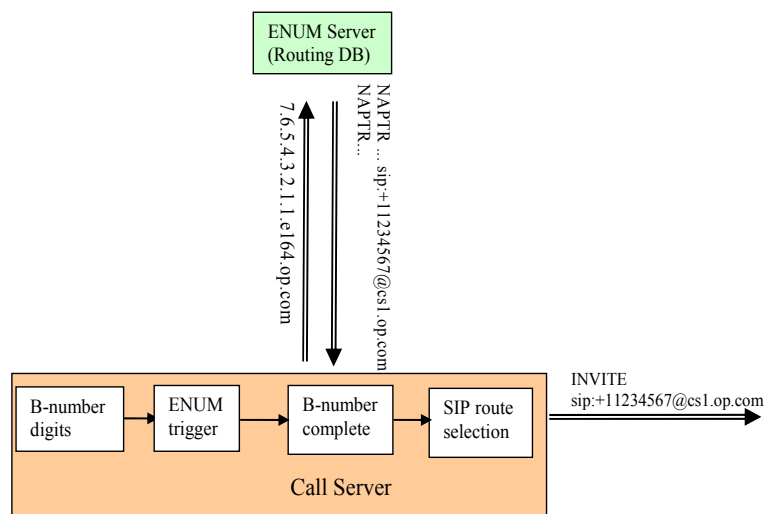 ENUM Server
(Routing DB)
7.6.5.4.3.2.1.1.e164.op.com
NAPTR ... sip:+11234567@cs1.op.com
NAPTR...
B-number
digits
ENUM
trigger
B-number
complete
SIP route
selection
Call Server
INVITE
sip:+11234567@cs1.op.com